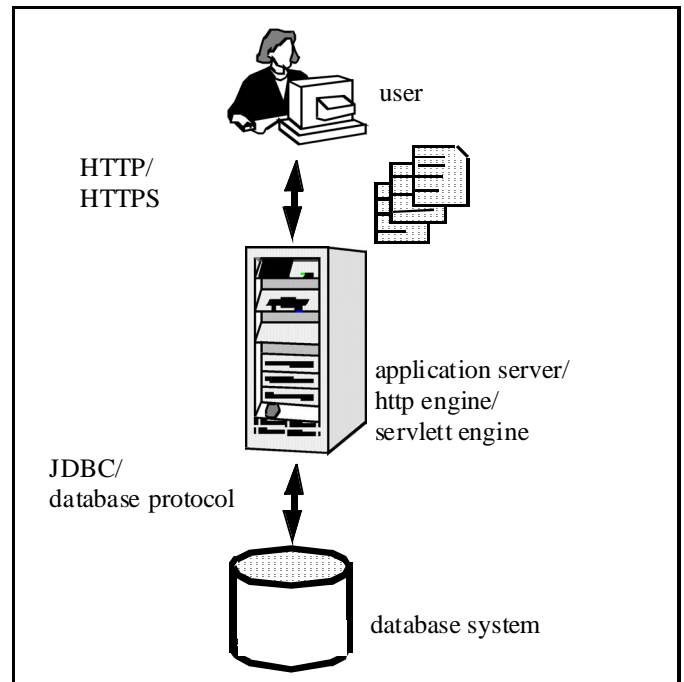 user
HTTP/
HTTPS
application server/
http engine/
servlett engine
JDBC/
database protocol
database system